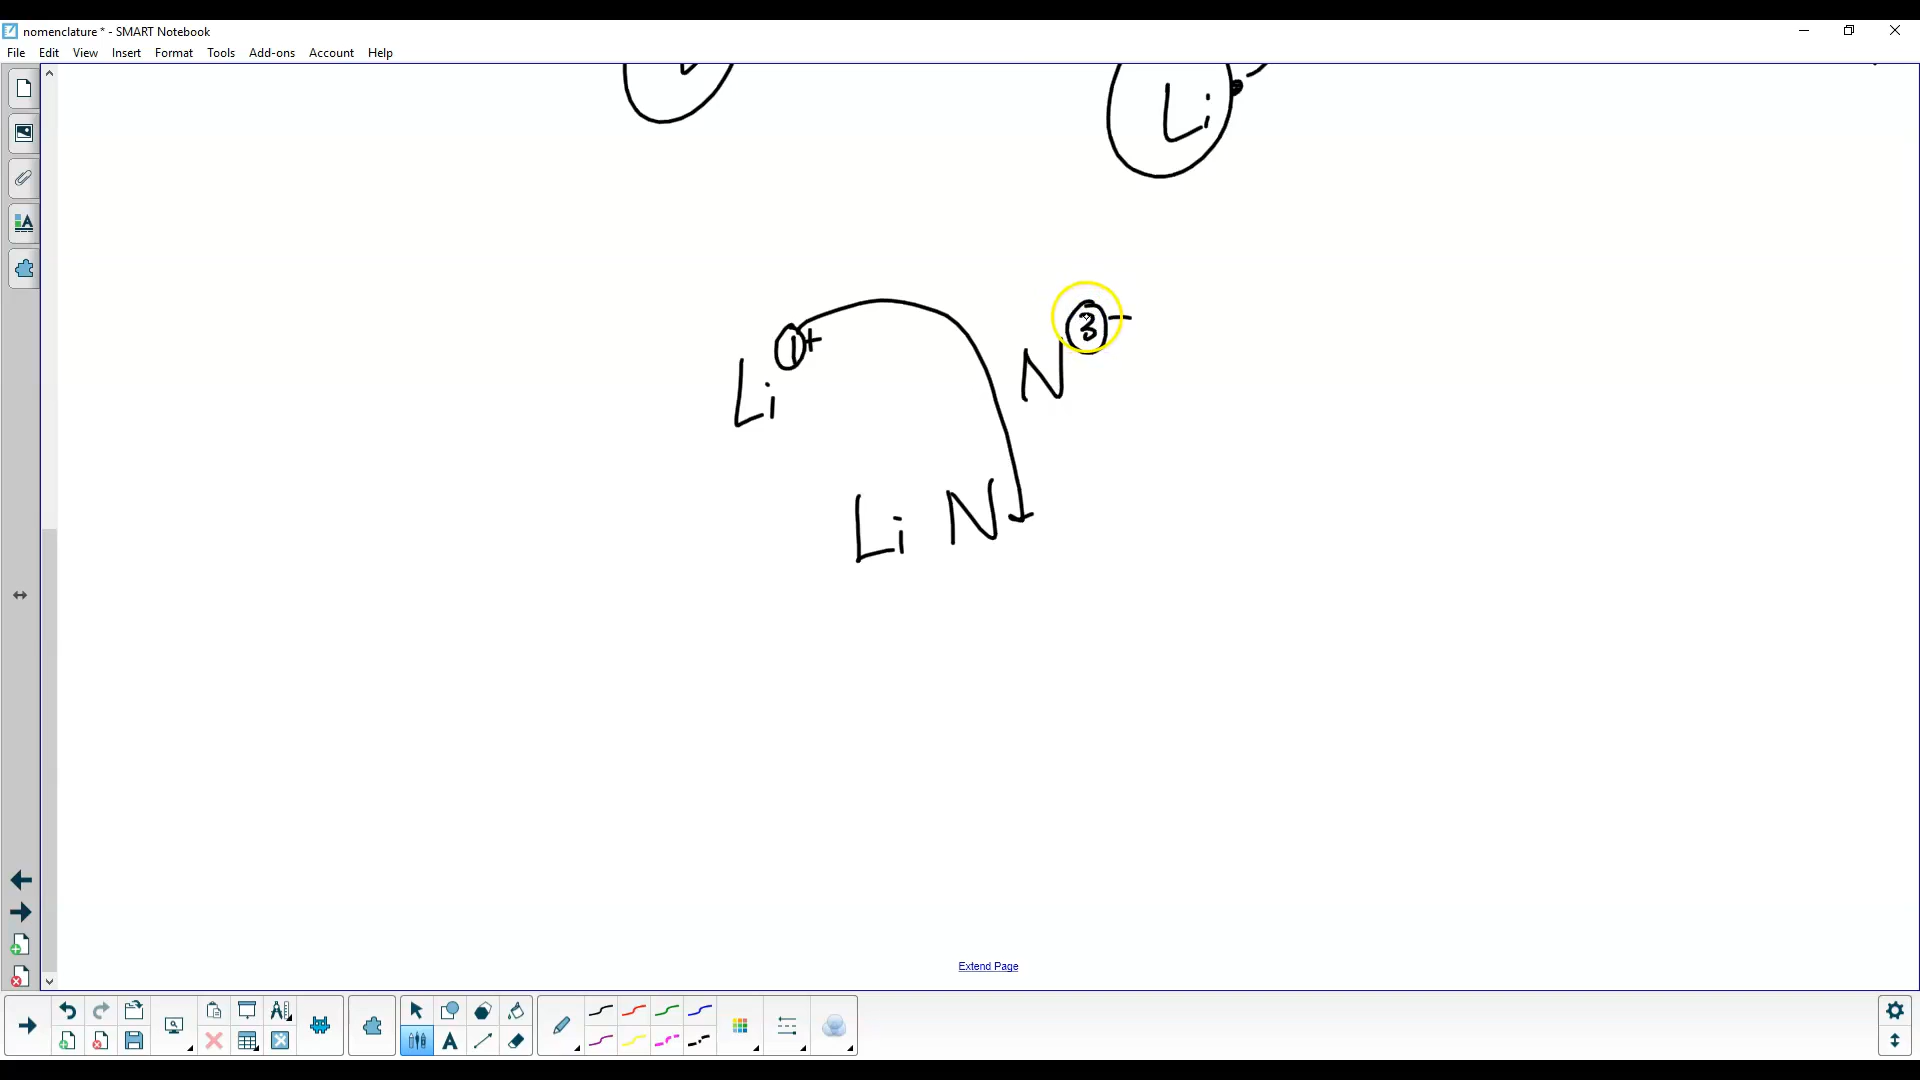 nomenclature * - SMART Notebook
File Edit View Insert Format Tools Add-ons Account Help
Li
Li 1+ N 3-
Li N
Extend Page